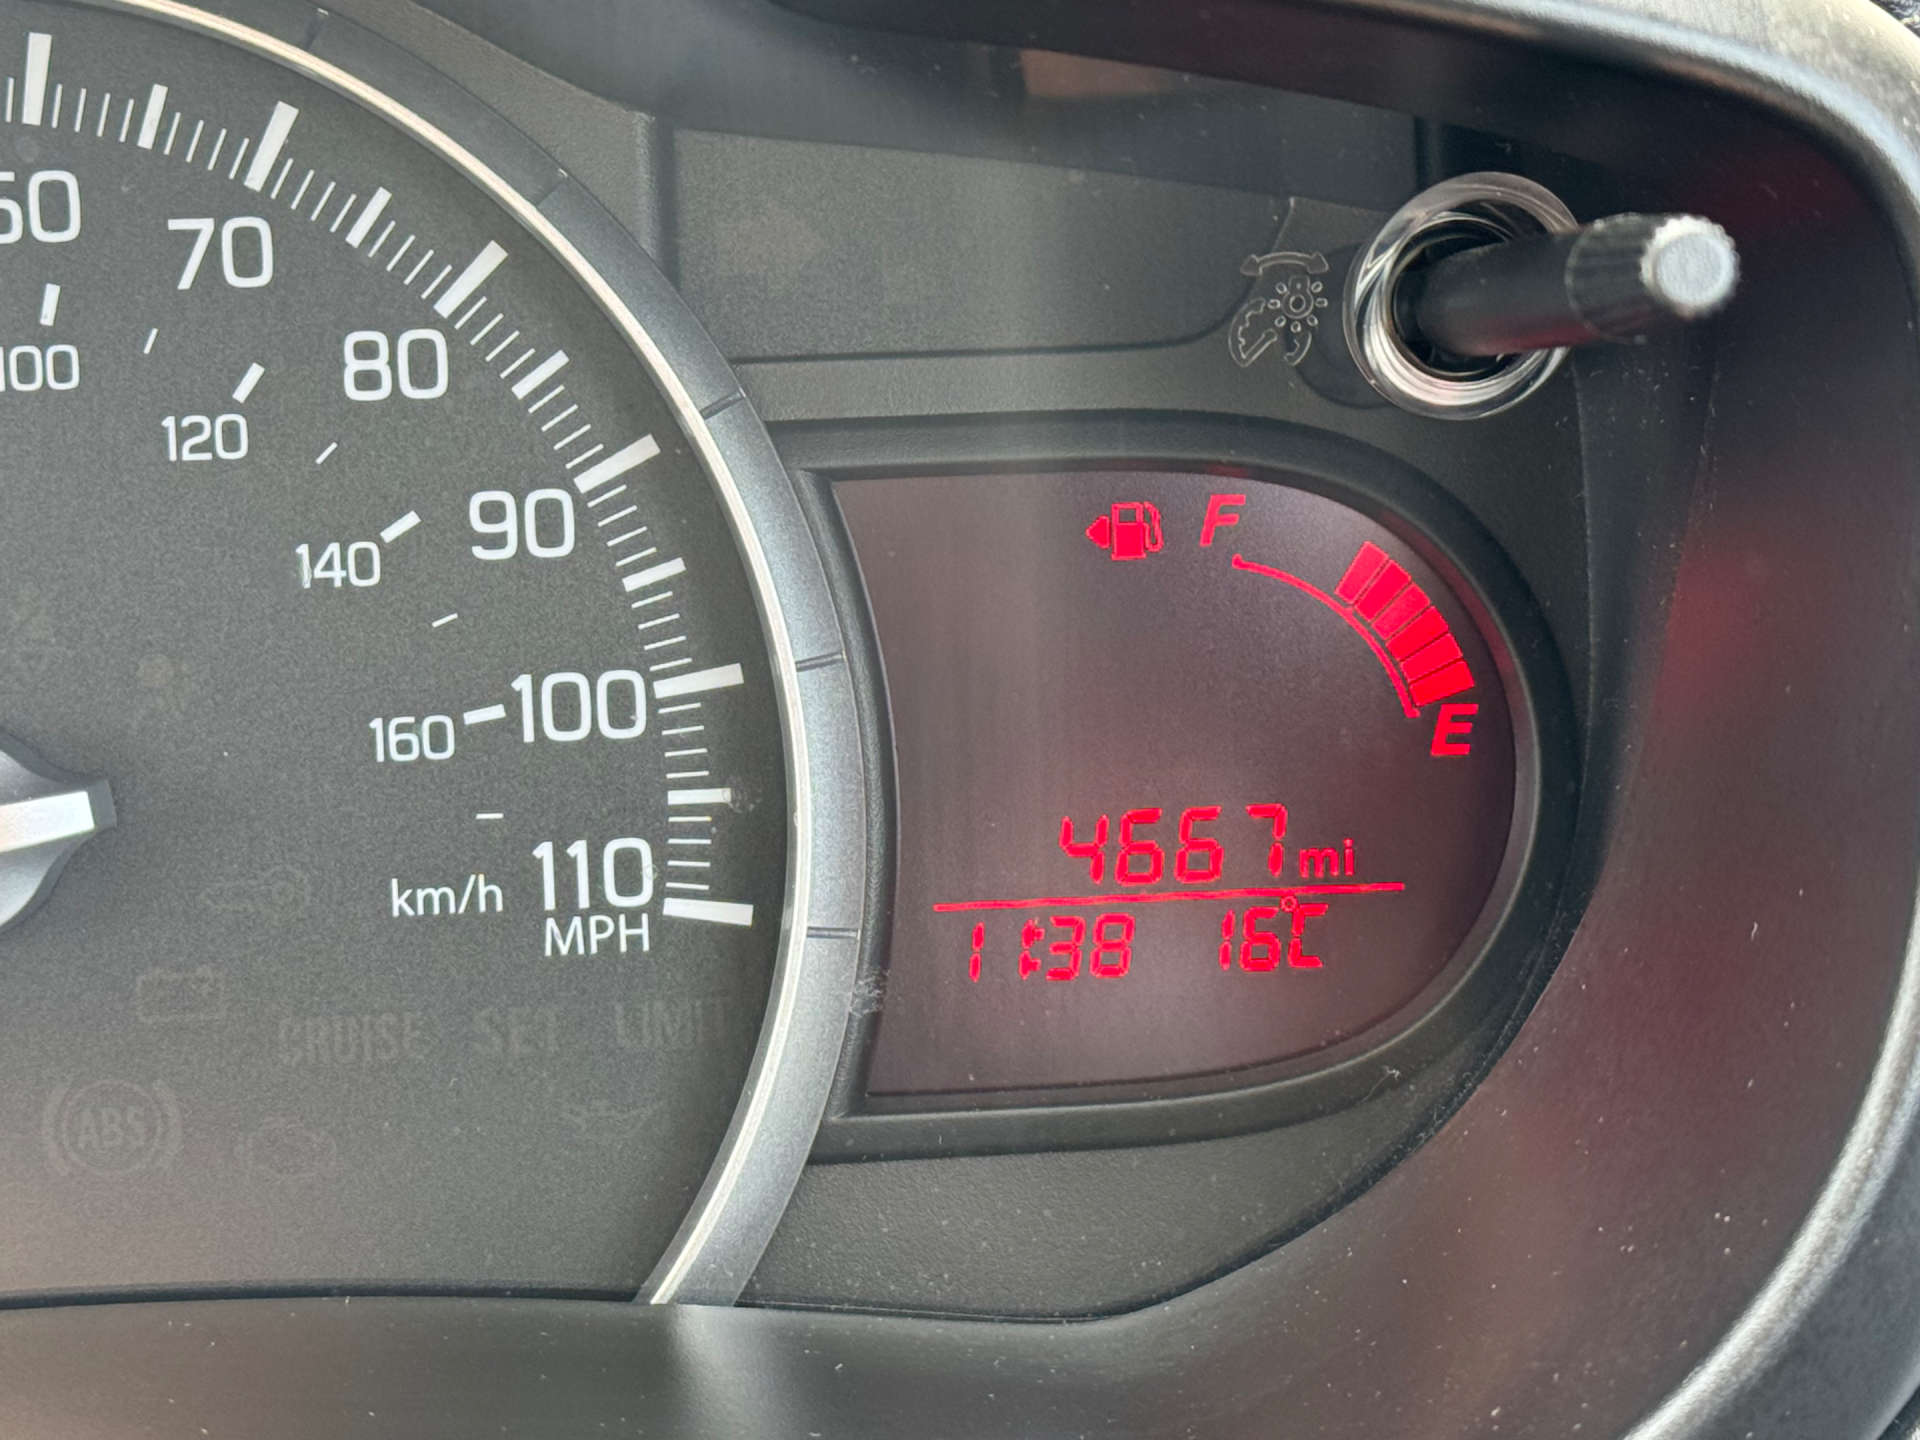 60
70
80
90
100
110
MPH
100
120
140
160
km/h
CRUISE SET LIMIT
ABS
F
E
4667 mi
11:38 16°C